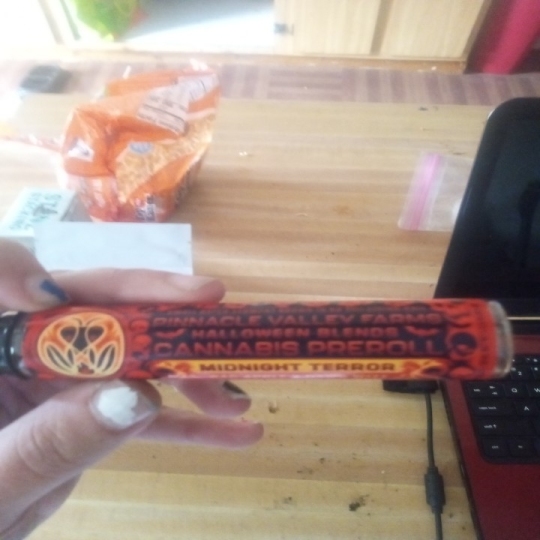 PINNACLE VALLEY FARMS
HALLOWEEN BLENDS
CANNABIS PREROLL
MIDNIGHT TERROR